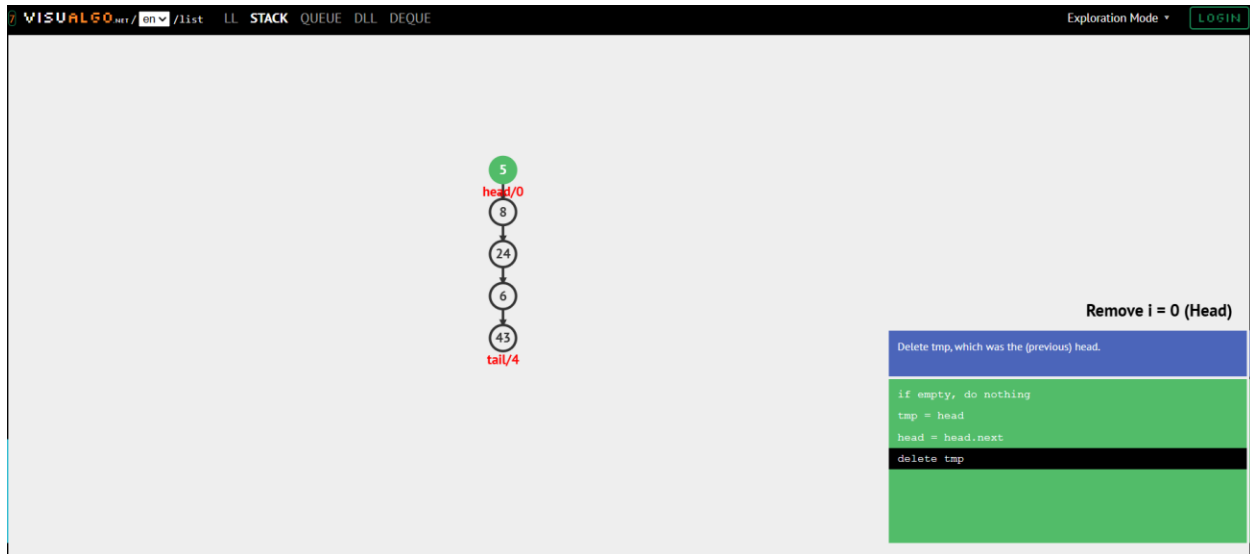 7 VISUALGO.NET/ en /list LL STACK QUEUE DLL DEQUE Exploration Mode ▾ LOGIN
5
head/0
8
24
6
43
tail/4
Remove i = 0 (Head)
Delete tmp, which was the (previous) head.
if empty, do nothing
tmp = head
head = head.next
delete tmp